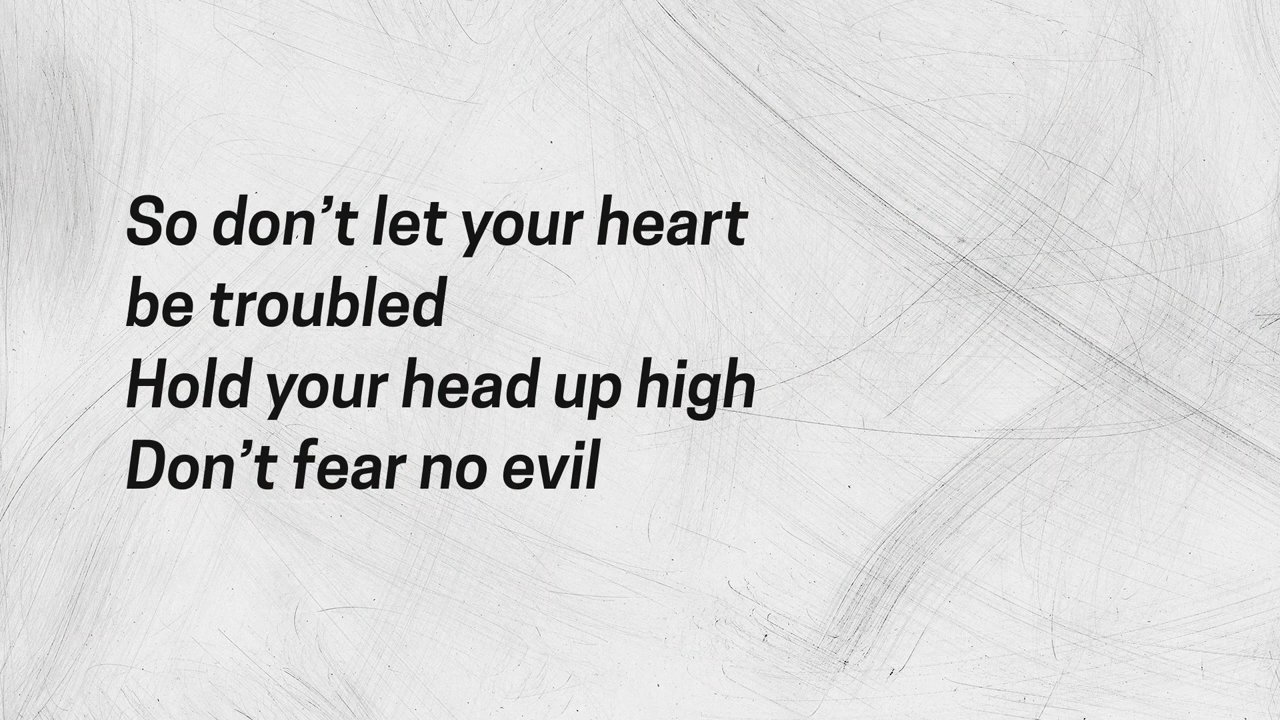 So don’t let your heart
be troubled
Hold your head up high
Don’t fear no evil